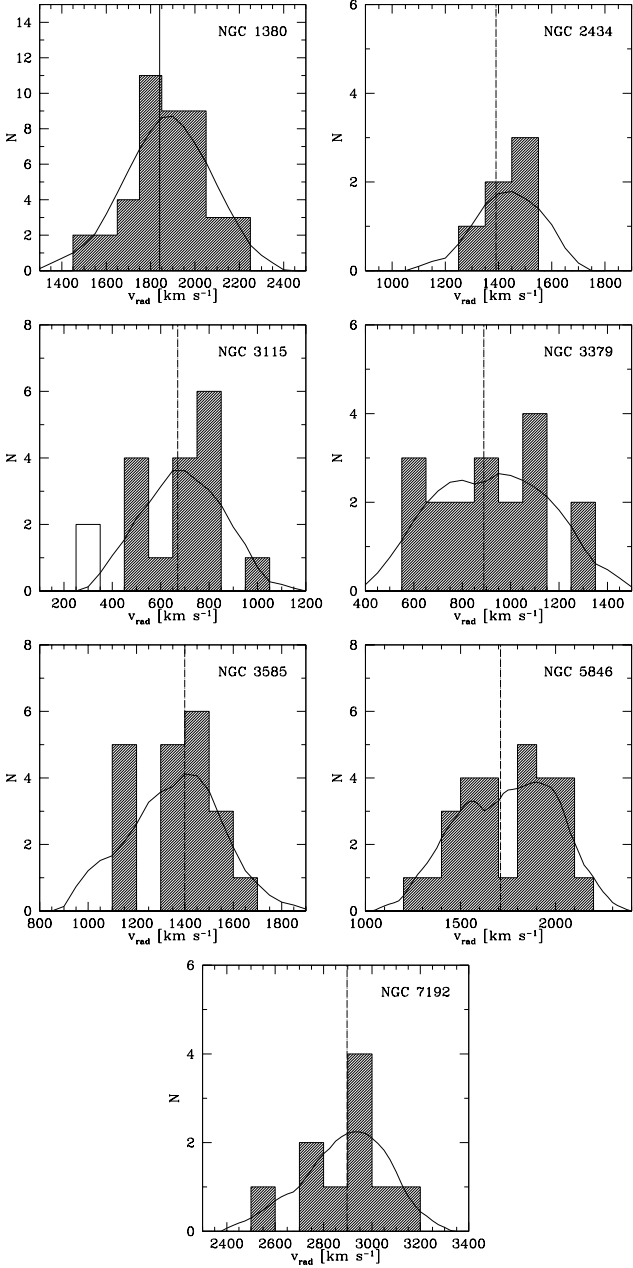 NGC 1380
14
12
10
8
6
4
2
0
N
1400 1600 1800 2000 2200 2400
v_rad [km s⁻¹]
NGC 2434
6
4
2
0
N
1000 1200 1400 1600 1800
v_rad [km s⁻¹]
NGC 3115
8
6
4
2
0
N
200 400 600 800 1000 1200
v_rad [km s⁻¹]
NGC 3379
6
4
2
0
N
400 600 800 1000 1200 1400
v_rad [km s⁻¹]
NGC 3585
8
6
4
2
0
N
800 1000 1200 1400 1600 1800
v_rad [km s⁻¹]
NGC 5846
8
6
4
2
0
N
1000 1500 2000
v_rad [km s⁻¹]
NGC 7192
6
4
2
0
N
2400 2600 2800 3000 3200 3400
v_rad [km s⁻¹]